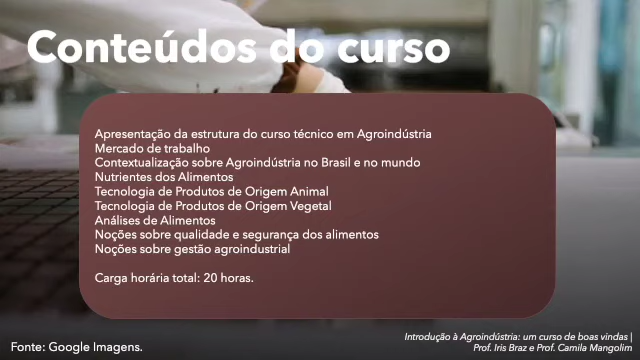 Conteúdos do curso
Apresentação da estrutura do curso técnico em Agroindústria
Mercado de trabalho
Contextualização sobre Agroindústria no Brasil e no mundo
Nutrientes dos Alimentos
Tecnologia de Produtos de Origem Animal
Tecnologia de Produtos de Origem Vegetal
Análises de Alimentos
Noções sobre qualidade e segurança dos alimentos
Noções sobre gestão agroindustrial
Carga horária total: 20 horas.
Introdução à Agroindústria: um curso de boas vindas |
Prof. Iris Braz e Prof. Camila Mangolim
Fonte: Google Imagens.